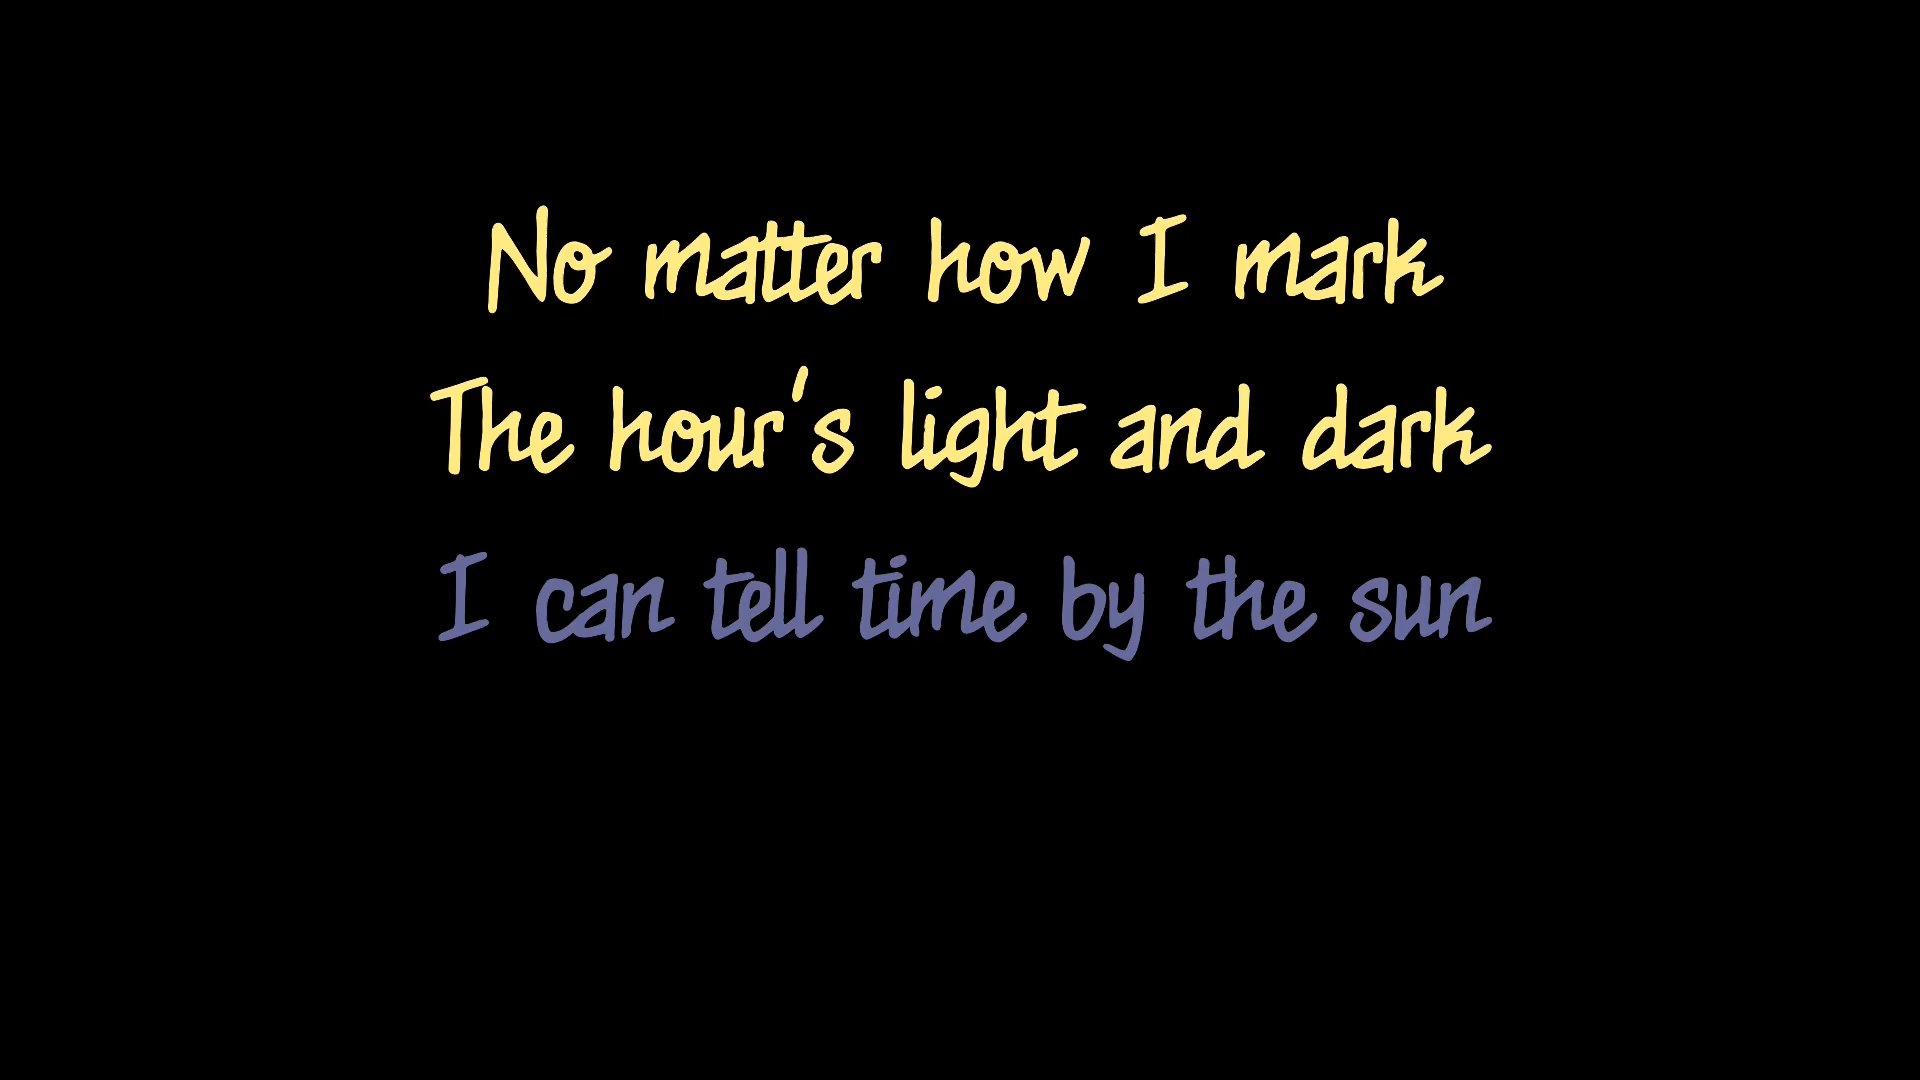 No matter how I mark
The hour's light and dark
I can tell time by the sun